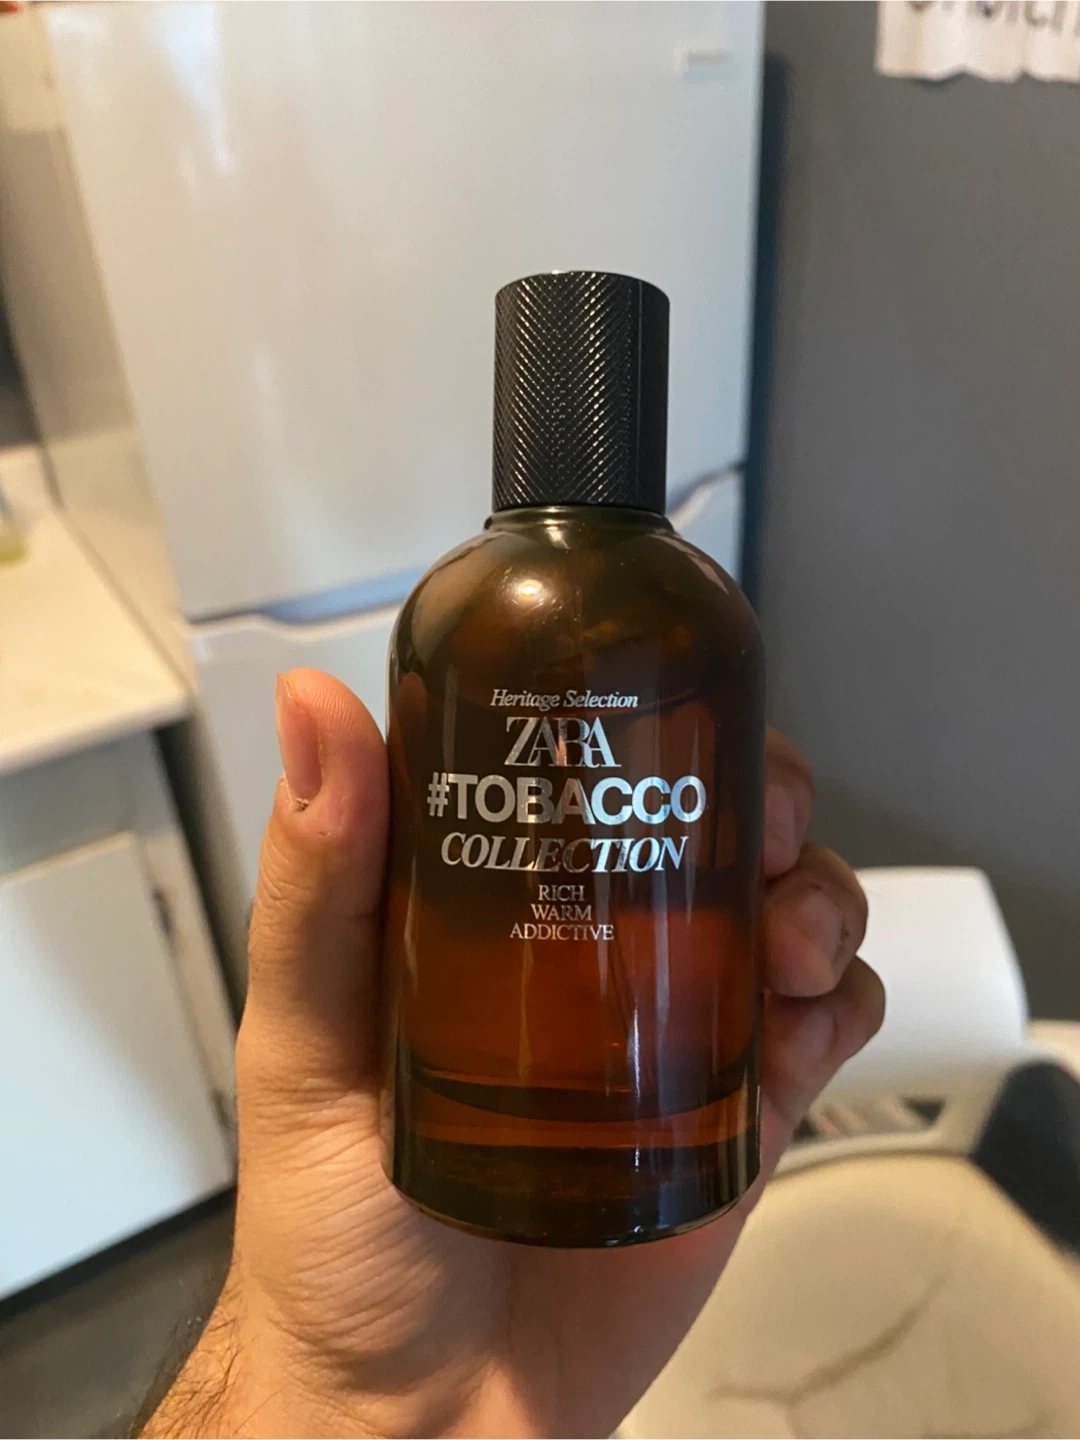 Heritage Selection
ZARA
#TOBACCO
COLLECTION
RICH
WARM
ADDICTIVE